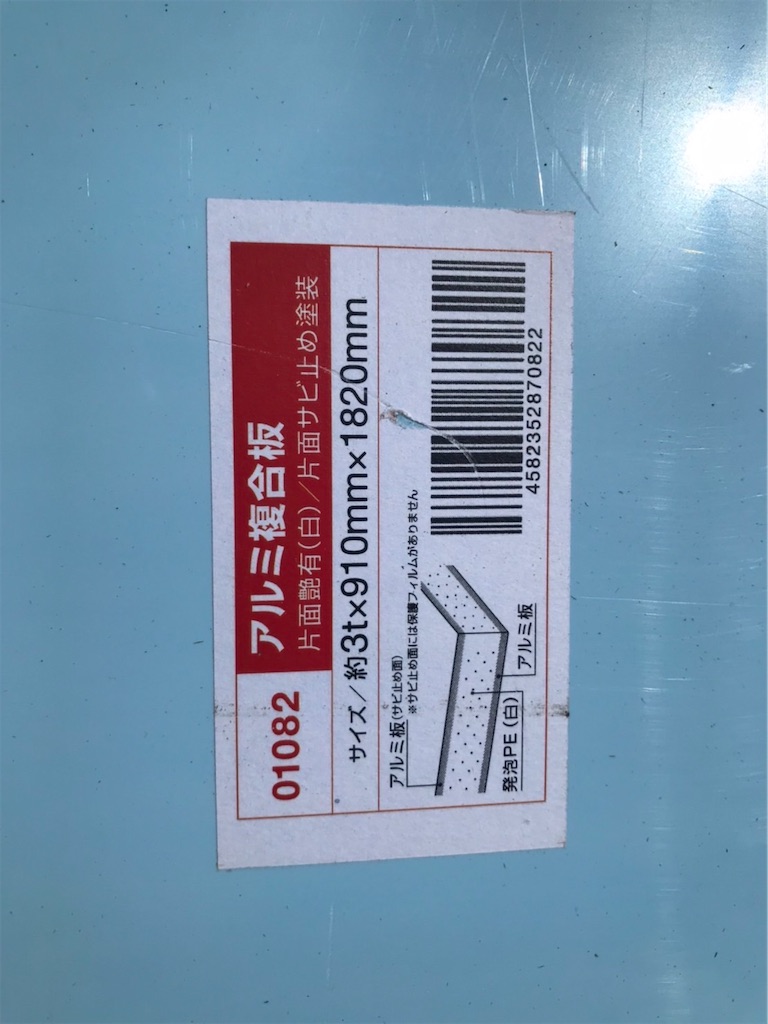 01082
アルミ複合板
片面艶有(白)/片面サビ止め塗装
サイズ/約3t×910mm×1820mm
アルミ板(サビ止め面)
※サビ止め面には保護フィルムがありません
発泡PE(白)
アルミ板
4582352870822